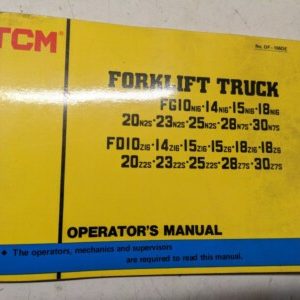 TCM
No. OF-156DE
FORKLIFT TRUCK
FG10N16·14N16·15N16·18N16
20N2S·23N2S·25N2S·28N7S·30N7S
FD10Z16·14Z16·15Z16·15Z6·18Z16·18Z6
20Z2S·23Z2S·25Z2S·28Z7S·30Z7S
OPERATOR'S MANUAL
● The operators, mechanics and supervisors
are required to read this manual.